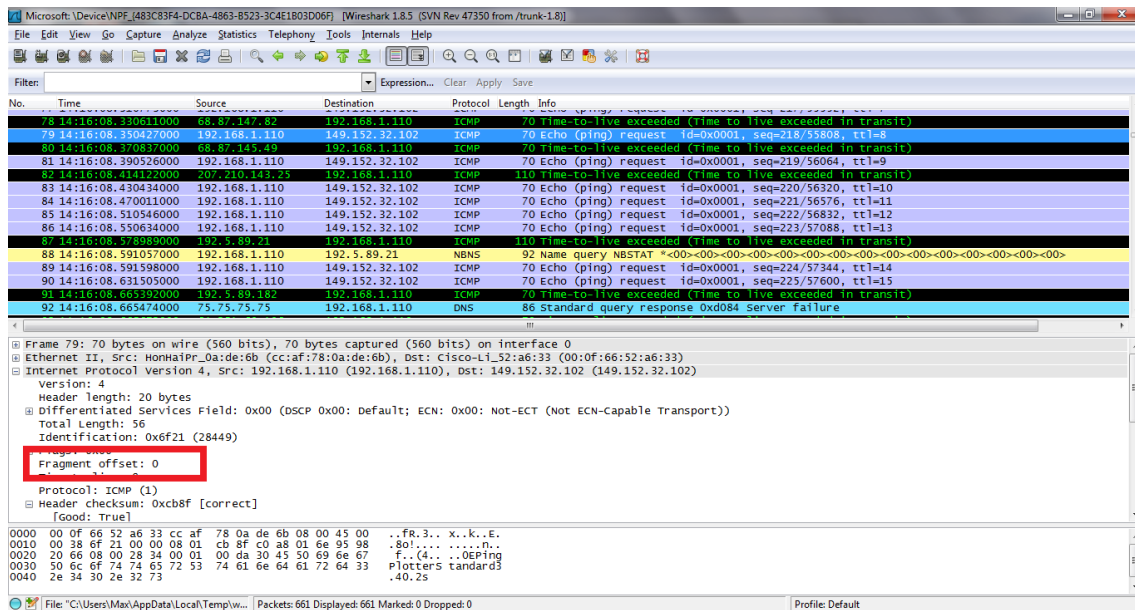 Microsoft: \Device\NPF_{483C83F4-DCBA-4863-B523-3C4E1B03D06F} [Wireshark 1.8.5 (SVN Rev 47350 from /trunk-1.8)]
File Edit View Go Capture Analyze Statistics Telephony Tools Internals Help
Filter: Expression... Clear Apply Save
No. Time Source Destination Protocol Length Info
78 14:16:08.330611000 68.87.147.82 192.168.1.110 ICMP 70 Time-to-live exceeded (Time to live exceeded in transit)
79 14:16:08.350427000 192.168.1.110 149.152.32.102 ICMP 70 Echo (ping) request id=0x0001, seq=218/55808, ttl=8
80 14:16:08.370837000 68.87.145.49 192.168.1.110 ICMP 70 Time-to-live exceeded (Time to live exceeded in transit)
81 14:16:08.390526000 192.168.1.110 149.152.32.102 ICMP 70 Echo (ping) request id=0x0001, seq=219/56064, ttl=9
82 14:16:08.414122000 207.210.143.25 192.168.1.110 ICMP 110 Time-to-live exceeded (Time to live exceeded in transit)
83 14:16:08.430434000 192.168.1.110 149.152.32.102 ICMP 70 Echo (ping) request id=0x0001, seq=220/56320, ttl=10
84 14:16:08.470011000 192.168.1.110 149.152.32.102 ICMP 70 Echo (ping) request id=0x0001, seq=221/56576, ttl=11
85 14:16:08.510546000 192.168.1.110 149.152.32.102 ICMP 70 Echo (ping) request id=0x0001, seq=222/56832, ttl=12
86 14:16:08.550634000 192.168.1.110 149.152.32.102 ICMP 70 Echo (ping) request id=0x0001, seq=223/57088, ttl=13
87 14:16:08.578989000 192.5.89.21 192.168.1.110 ICMP 110 Time-to-live exceeded (Time to live exceeded in transit)
88 14:16:08.591057000 192.168.1.110 192.5.89.21 NBNS 92 Name query NBSTAT *<00><00><00><00><00><00><00><00><00><00><00><00><00><00><00>
89 14:16:08.591598000 192.168.1.110 149.152.32.102 ICMP 70 Echo (ping) request id=0x0001, seq=224/57344, ttl=14
90 14:16:08.631505000 192.168.1.110 149.152.32.102 ICMP 70 Echo (ping) request id=0x0001, seq=225/57600, ttl=15
91 14:16:08.665392000 192.5.89.182 192.168.1.110 ICMP 70 Time-to-live exceeded (Time to live exceeded in transit)
92 14:16:08.665474000 75.75.75.75 192.168.1.110 DNS 86 Standard query response 0xd084 Server failure
Frame 79: 70 bytes on wire (560 bits), 70 bytes captured (560 bits) on interface 0
Ethernet II, Src: HonHaiPr_0a:de:6b (cc:af:78:0a:de:6b), Dst: Cisco-Li_52:a6:33 (00:0f:66:52:a6:33)
Internet Protocol Version 4, Src: 192.168.1.110 (192.168.1.110), Dst: 149.152.32.102 (149.152.32.102)
Version: 4
Header length: 20 bytes
Differentiated Services Field: 0x00 (DSCP 0x00: Default; ECN: 0x00: Not-ECT (Not ECN-Capable Transport))
Total Length: 56
Identification: 0x6f21 (28449)
Fragment offset: 0
Protocol: ICMP (1)
Header checksum: 0xcb8f [correct]
[Good: True]
0000 00 0f 66 52 a6 33 cc af 78 0a de 6b 08 00 45 00 ..fR.3.. x..k..E.
0010 00 38 6f 21 00 00 08 01 cb 8f c0 a8 01 6e 95 98 .8o!.... .....n..
0020 20 66 08 00 28 34 00 01 00 da 30 45 50 69 6e 67 f..(4.. ..0EPing
0030 50 6c 6f 74 74 65 72 53 74 61 6e 64 61 72 64 33 PlotterS tandard3
0040 2e 34 30 2e 32 73 .40.2s
File: "C:\Users\Max\AppData\Local\Temp\w... Packets: 661 Displayed: 661 Marked: 0 Dropped: 0 Profile: Default